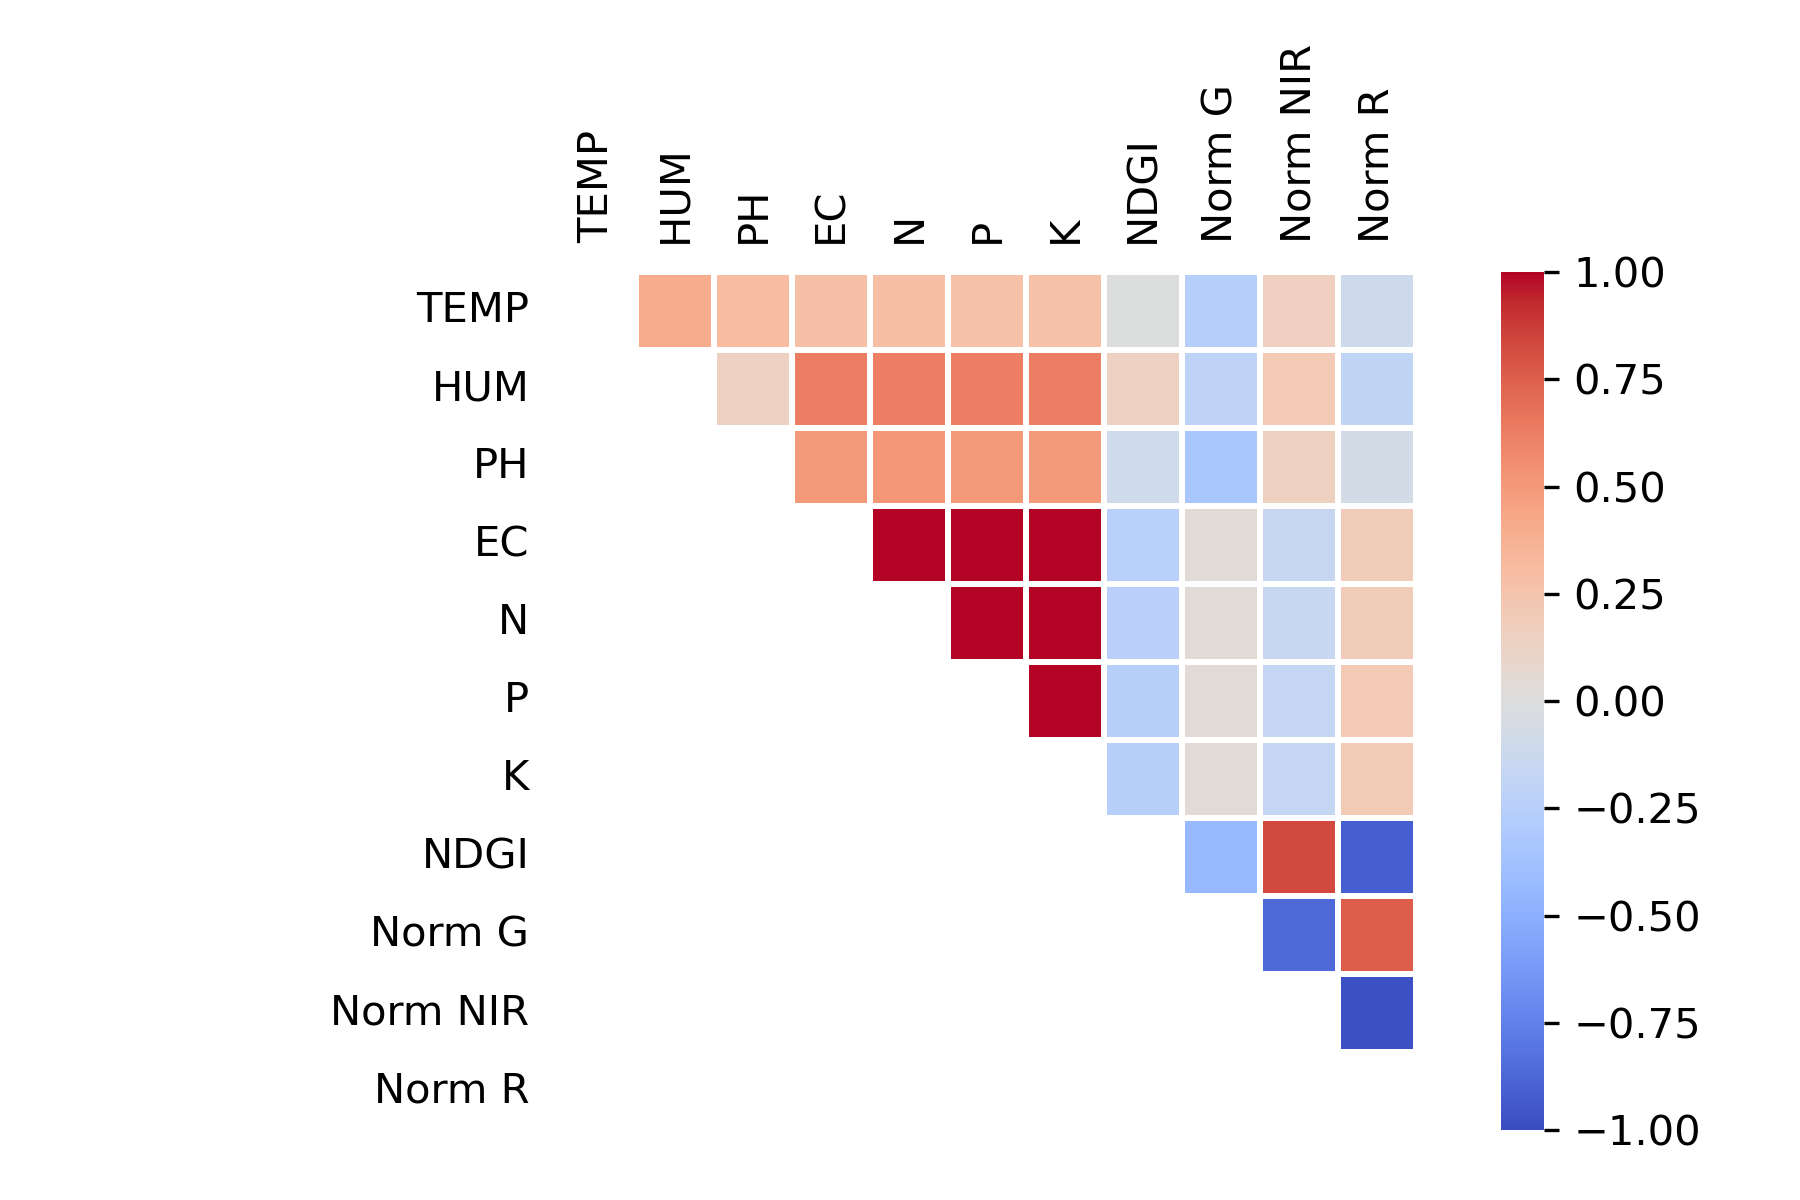 TEMP
HUM
PH
EC
N
P
K
NDGI
Norm G
Norm NIR
Norm R
TEMP
HUM
PH
EC
N
P
K
NDGI
Norm G
Norm NIR
Norm R
1.00
0.75
0.50
0.25
0.00
−0.25
−0.50
−0.75
−1.00